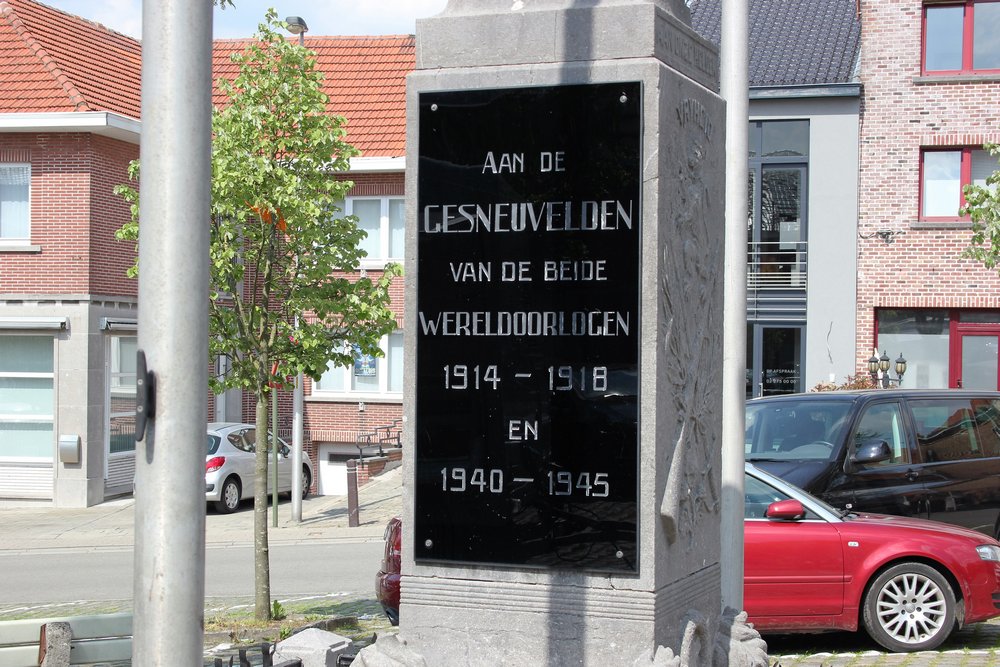 AAN DE
GESNEUVELDEN
VAN DE BEIDE
WERELDOORLOGEN
1914 – 1918
EN
1940 – 1945